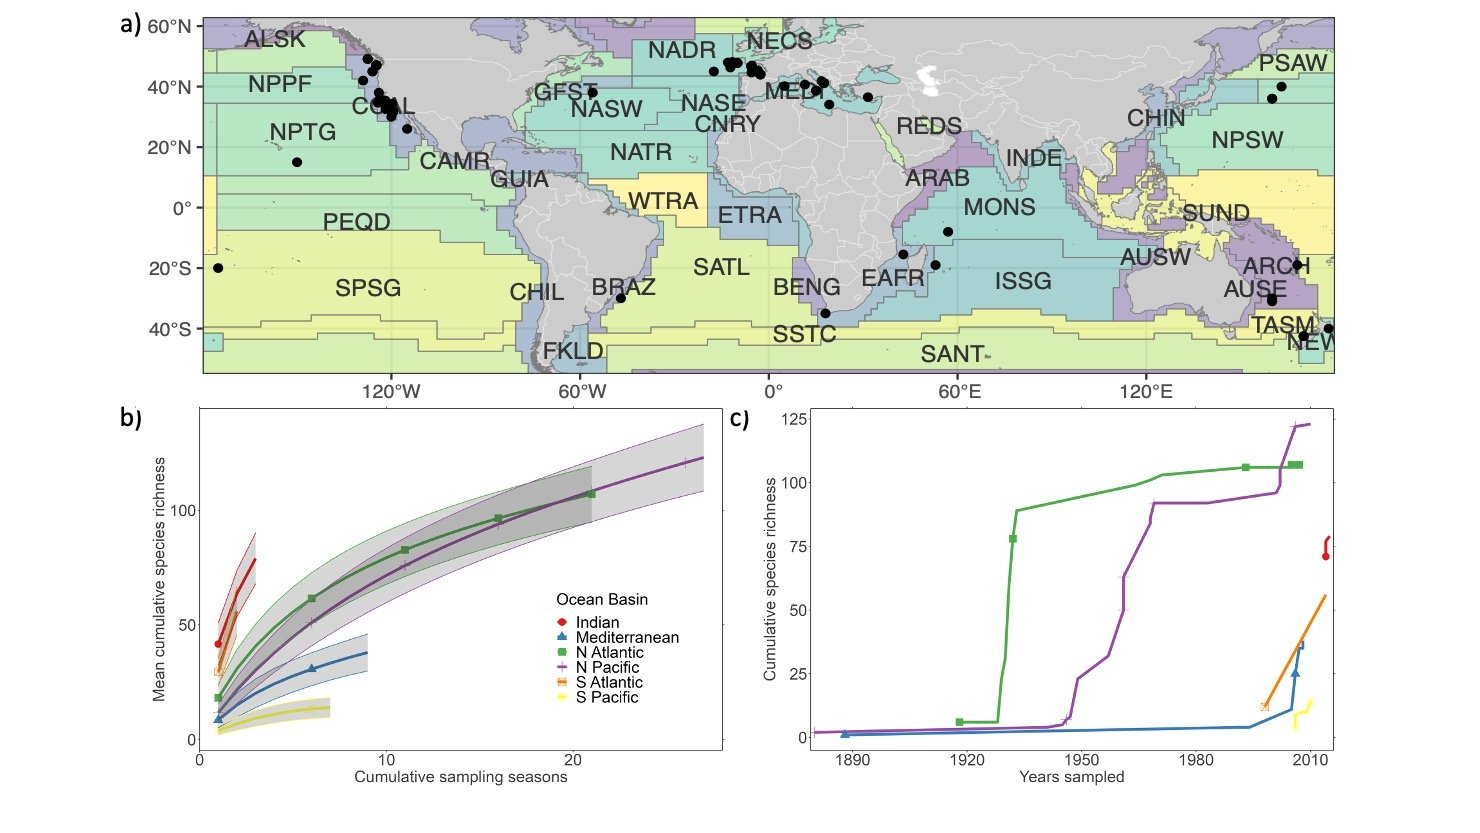 a)
60°N
40°N
20°N
0°
20°S
40°S
ALSK
NADR
NECS
PSAW
NPPF
GFST
NASW
NASE
MEDI
CCAL
CNRY
REDS
CHIN
NPTG
NPSW
NATR
INDE
CAMR
GUIA
ARAB
WTRA
ETRA
MONS
SUND
PEQD
SATL
AUSW
ARCH
SPSG
CHIL
BRAZ
BENG
EAFR
ISSG
AUSE
SSTC
TASM
NEW
FKLD
SANT
120°W
60°W
0°
60°E
120°E
b)
Mean cumulative species richness
100
50
0
Ocean Basin
Indian
Mediterranean
N Atlantic
N Pacific
S Atlantic
S Pacific
0
10
20
Cumulative sampling seasons
c)
Cumulative species richness
125
100
75
50
25
0
1890
1920
1950
1980
2010
Years sampled